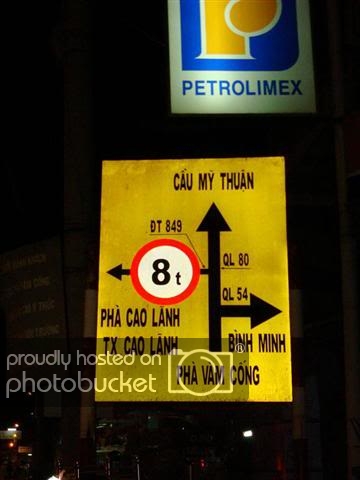 PETROLIMEX
CẦU MỸ THUẬN
ĐT 849
8t
QL 80
QL 54
PHÀ CAO LÃNH
TX CAO LÃNH
BÌNH MINH
PHÀ VÀM CỐNG
proudly hosted on
photobucket